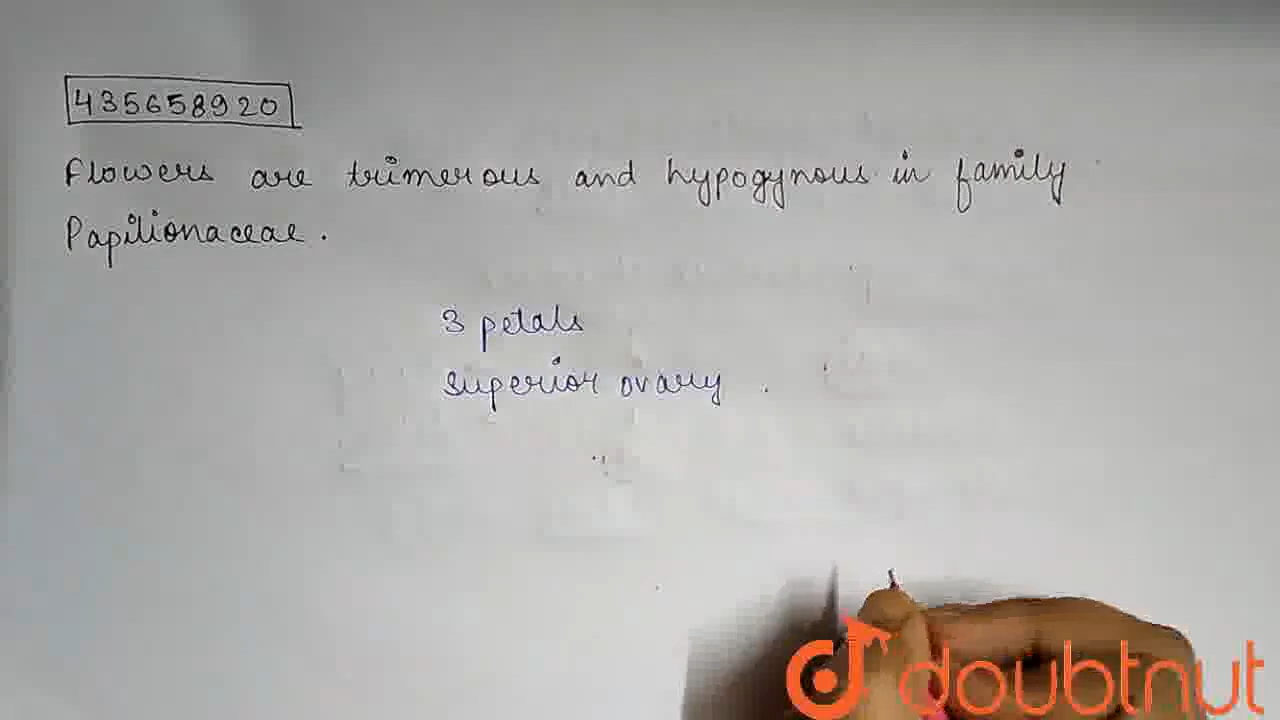 435658920
Flowers are trimerous and hypogynous in family
Papilionaceae.
3 petals
superior ovary
doubtnut